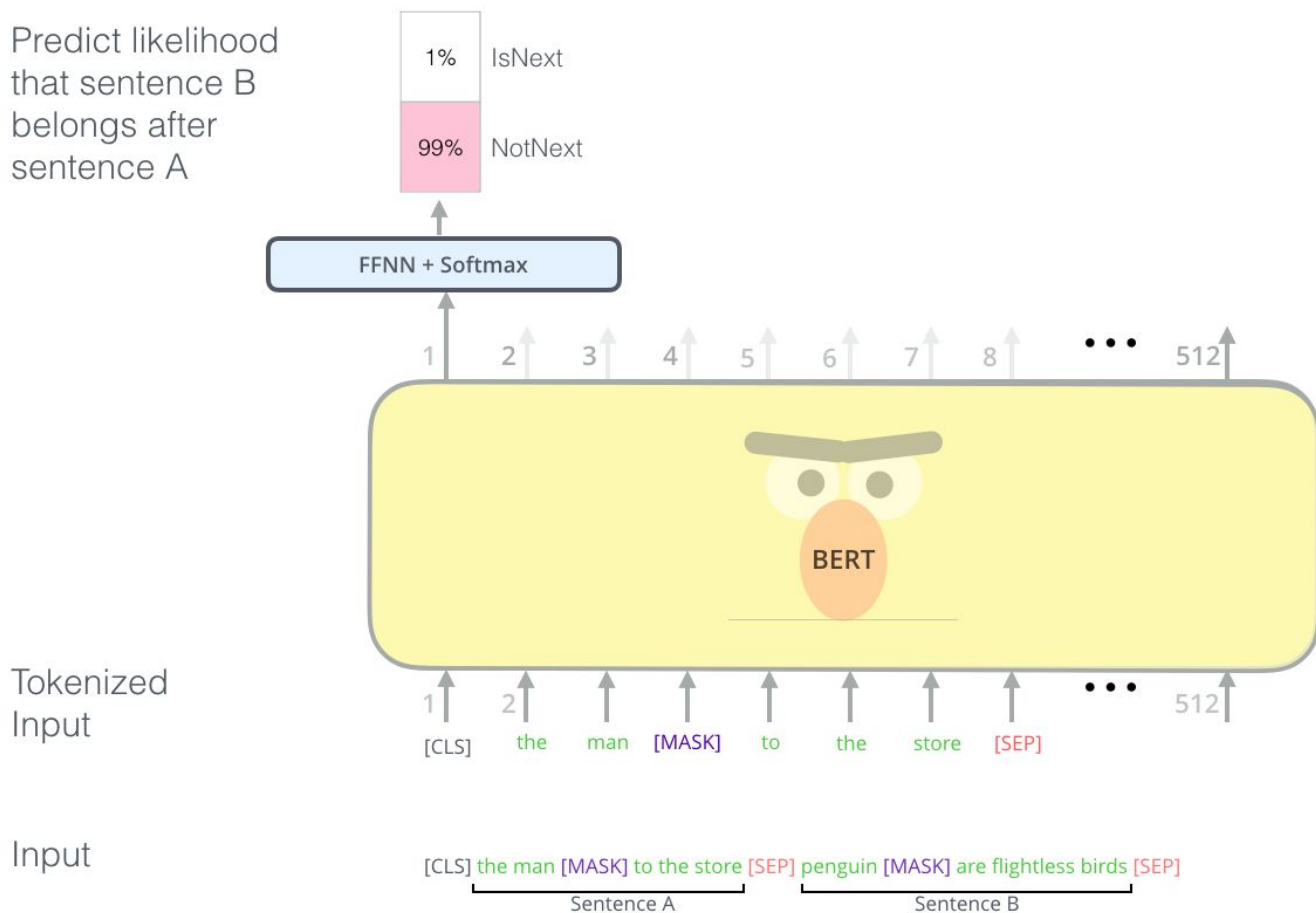 Predict likelihood
that sentence B
belongs after
sentence A
1% IsNext
99% NotNext
FFNN + Softmax
1 2 3 4 5 6 7 8 ••• 512
BERT
Tokenized
Input
1 2 ••• 512
[CLS] the man [MASK] to the store [SEP]
Input
[CLS] the man [MASK] to the store [SEP] penguin [MASK] are flightless birds [SEP]
Sentence A Sentence B